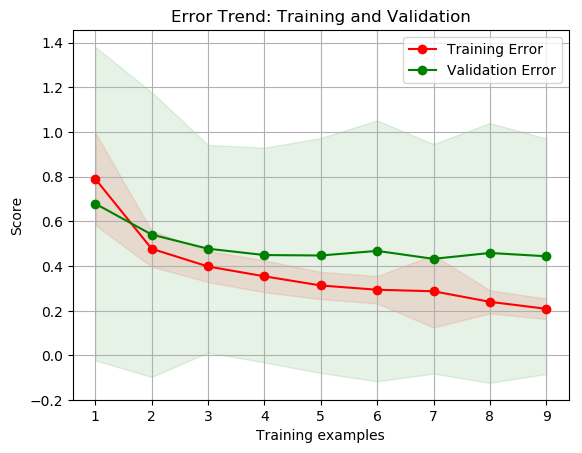 Error Trend: Training and Validation
Training Error
Validation Error
1.4
1.2
1.0
0.8
0.6
0.4
0.2
0.0
−0.2
Score
1 2 3 4 5 6 7 8 9
Training examples